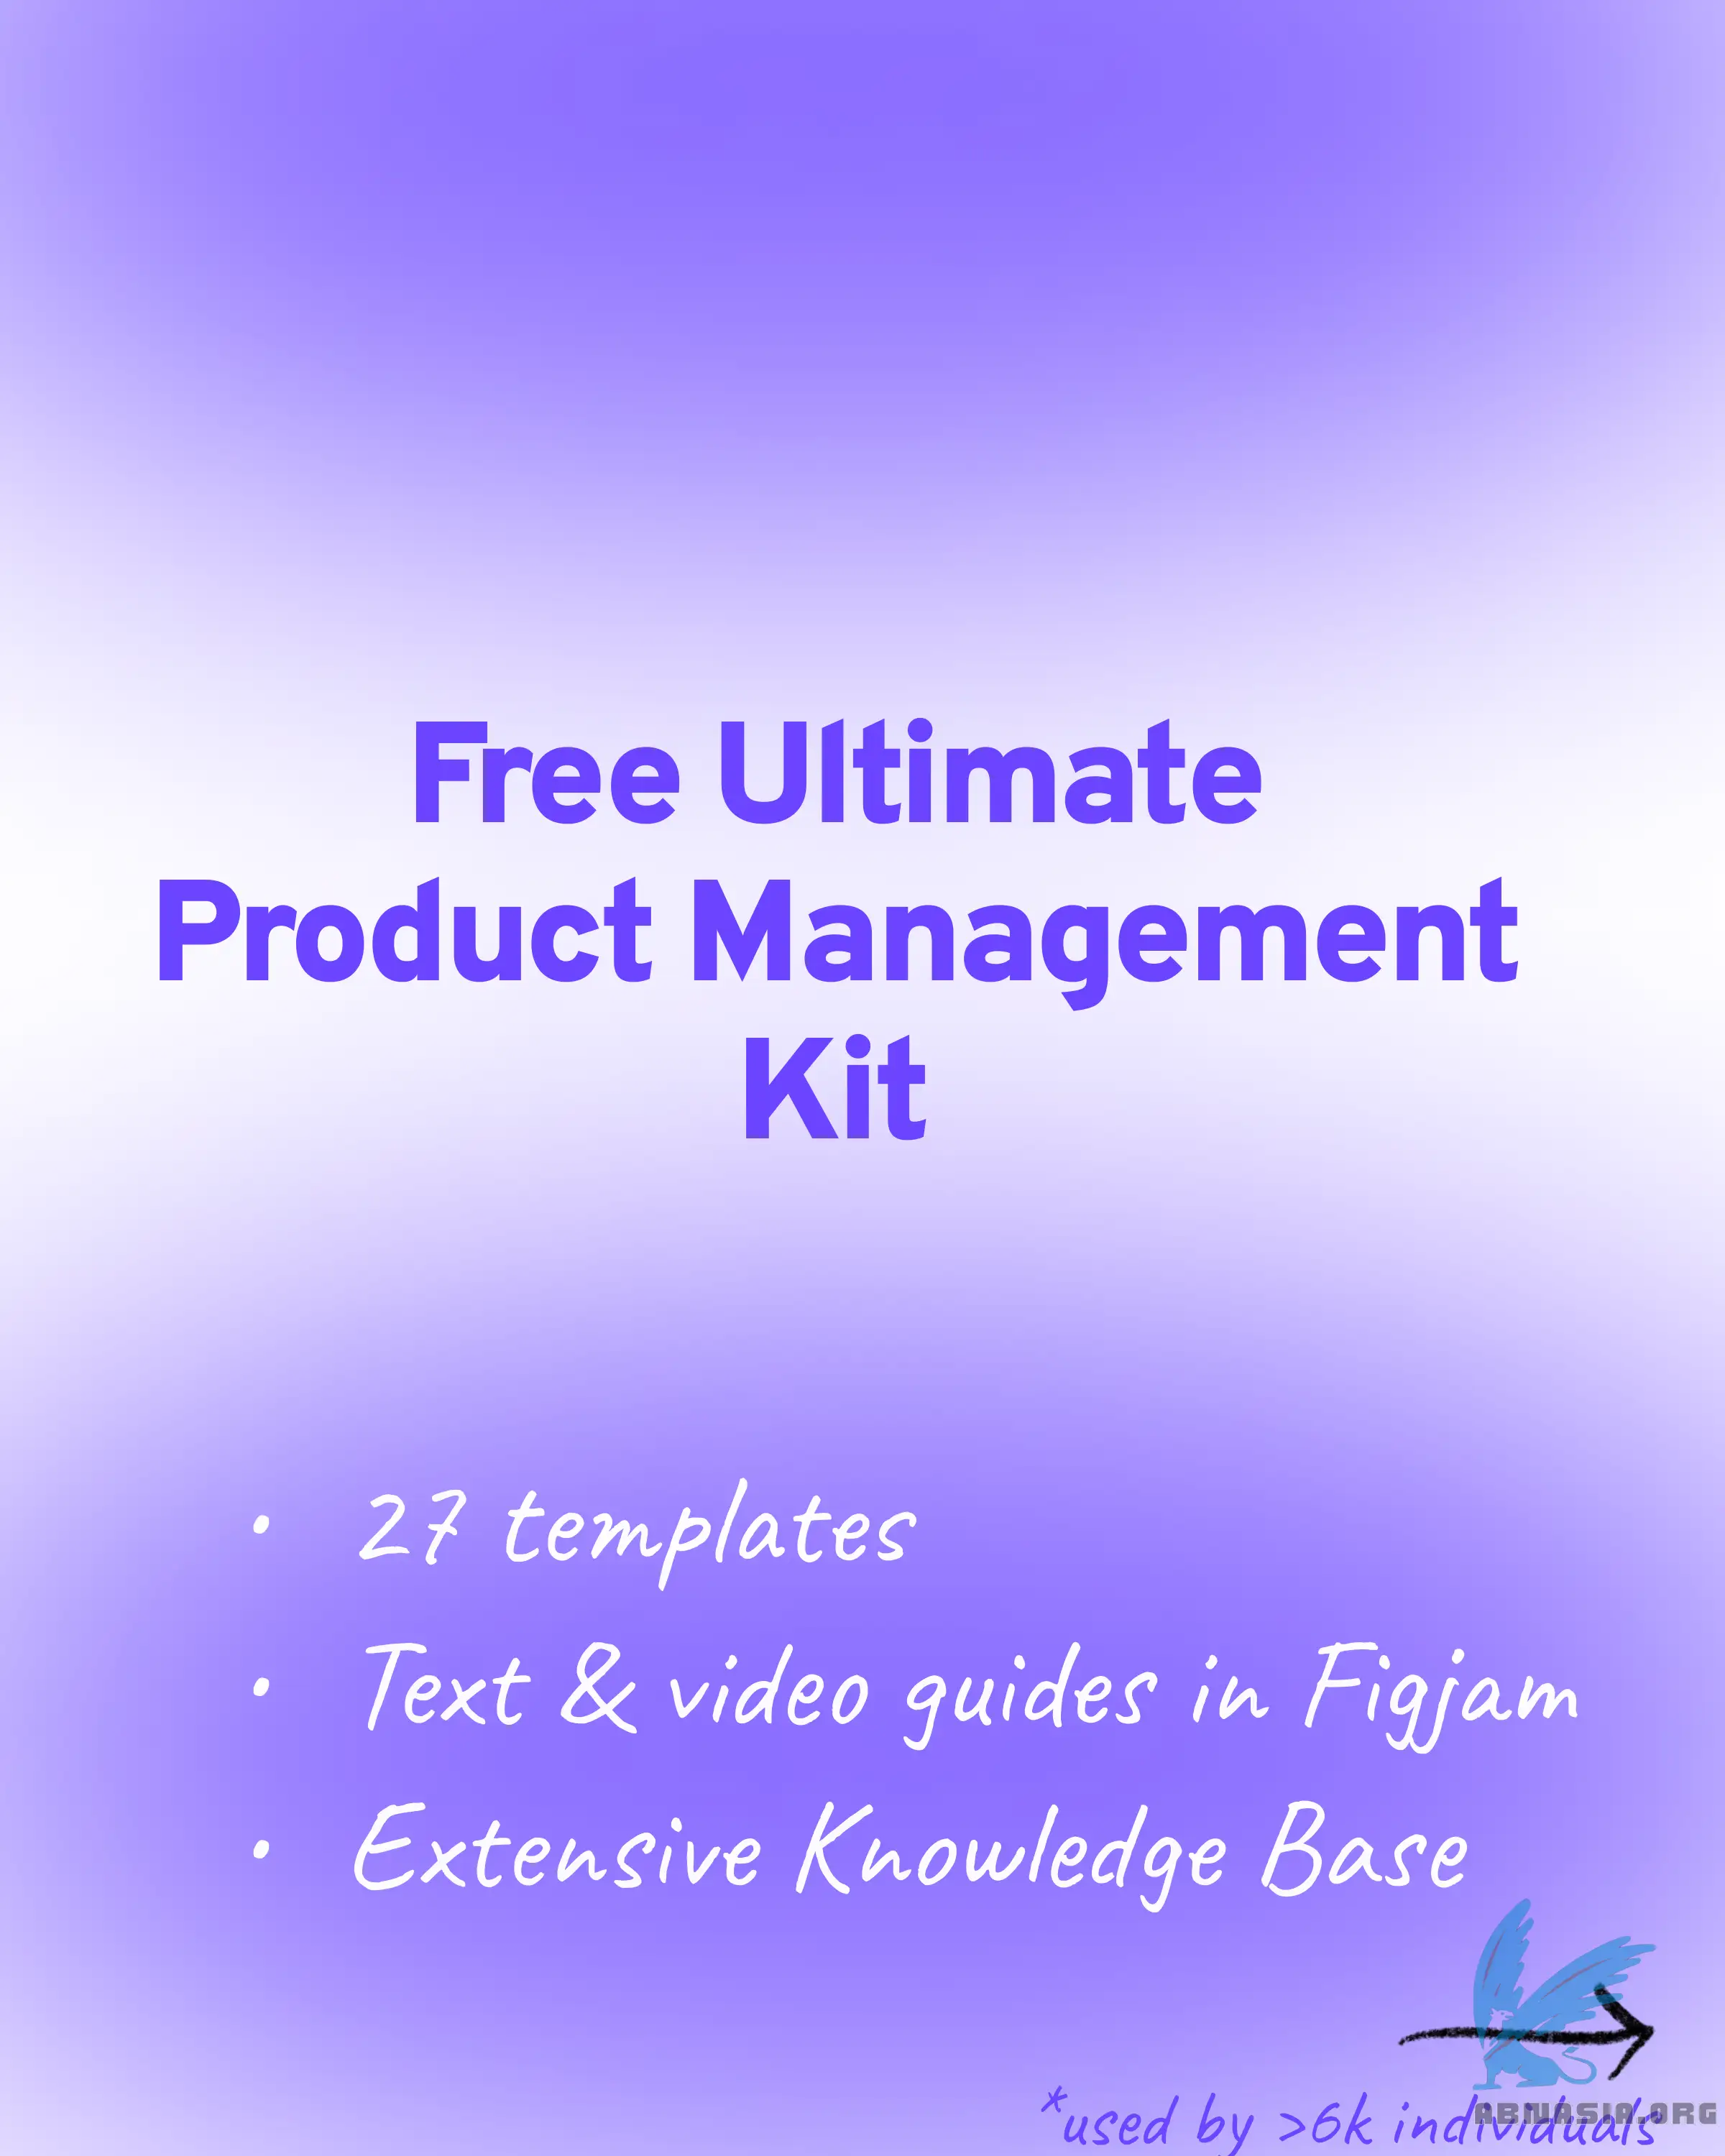 Free Ultimate
Product Management
Kit
• 27 templates
• Text & video guides in Figjam
• Extensive Knowledge Base
*used by >6k individuals
ABIVASIA.ORG